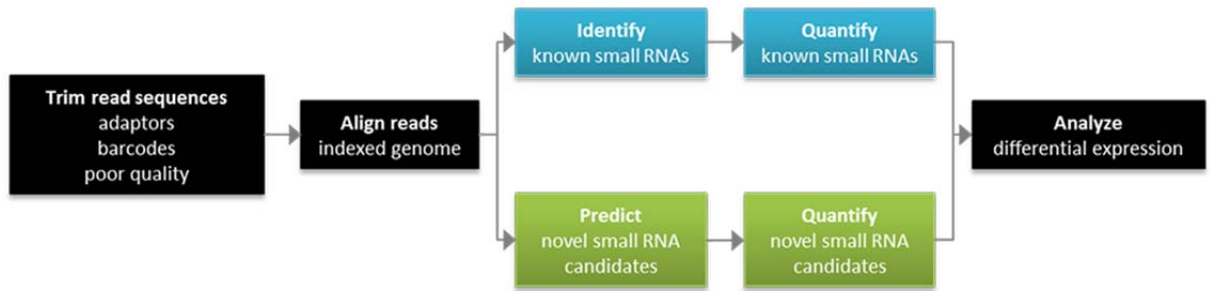 Trim read sequences
adaptors
barcodes
poor quality
Align reads
indexed genome
Identify
known small RNAs
Quantify
known small RNAs
Predict
novel small RNA
candidates
Quantify
novel small RNA
candidates
Analyze
differential expression